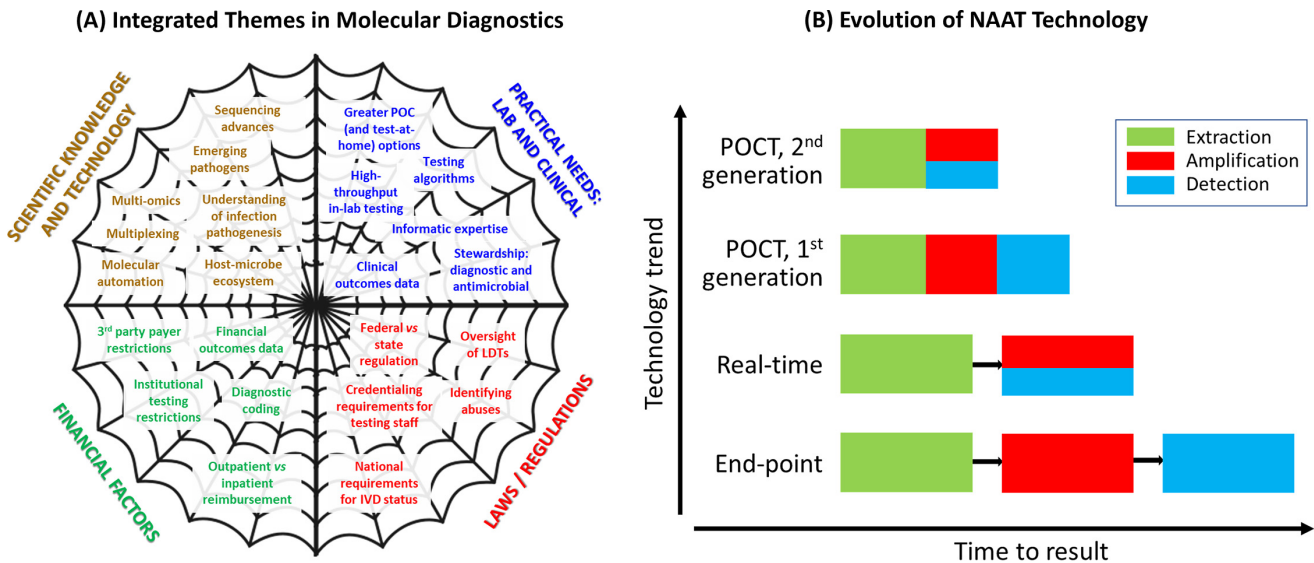 (A) Integrated Themes in Molecular Diagnostics
SCIENTIFIC KNOWLEDGE
AND TECHNOLOGY
Sequencing
advances
Emerging
pathogens
Multi-omics
Understanding
of infection
pathogenesis
Multiplexing
Molecular
automation
Host-microbe
ecosystem
PRACTICAL NEEDS:
LAB AND CLINICAL
Greater POC
(and test-at-
home) options
Testing
algorithms
High-
throughput
in-lab testing
Informatic expertise
Clinical
outcomes data
Stewardship:
diagnostic and
antimicrobial
FINANCIAL FACTORS
3rd party payer
restrictions
Financial
outcomes data
Institutional
testing
restrictions
Diagnostic
coding
Outpatient vs
inpatient
reimbursement
LAWS / REGULATIONS
Federal vs
state
regulation
Oversight
of LDTs
Credentialing
requirements for
testing staff
Identifying
abuses
National
requirements
for IVD status
(B) Evolution of NAAT Technology
Technology trend
POCT, 2nd
generation
POCT, 1st
generation
Real-time
End-point
Extraction
Amplification
Detection
Time to result